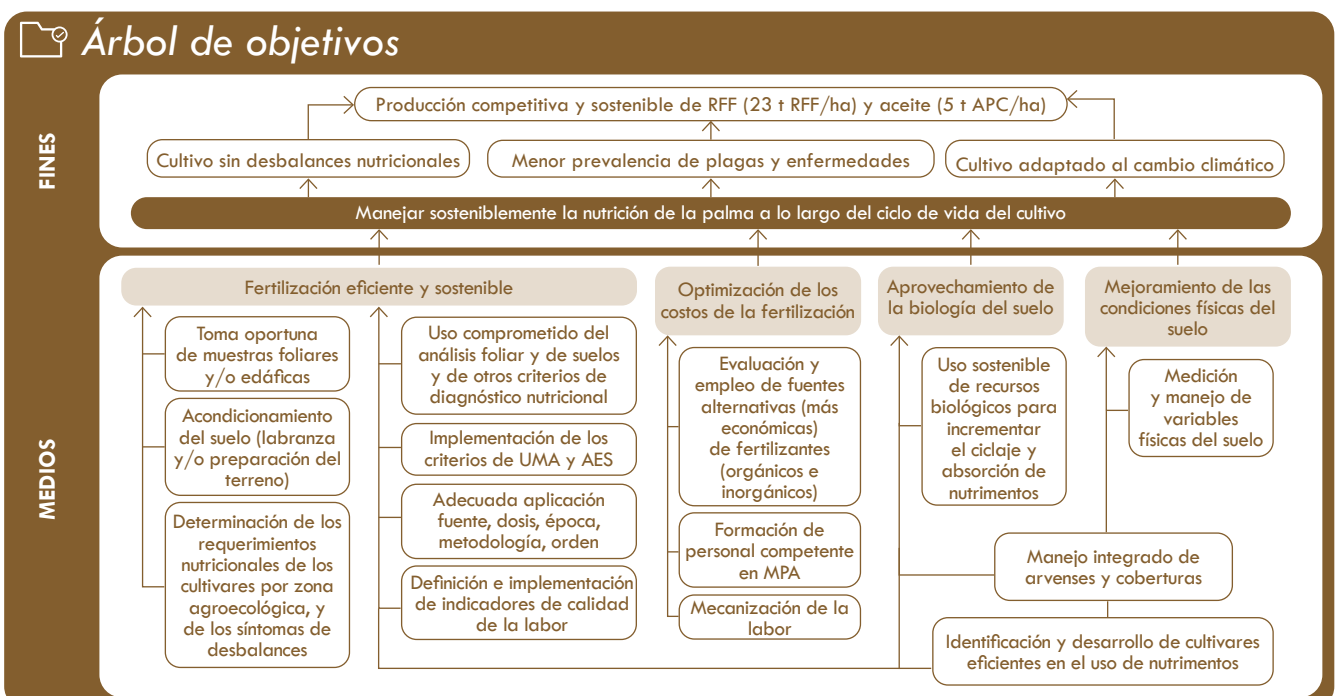 Árbol de objetivos
FINES
Producción competitiva y sostenible de RFF (23 t RFF/ha) y aceite (5 t APC/ha)
Cultivo sin desbalances nutricionales
Menor prevalencia de plagas y enfermedades
Cultivo adaptado al cambio climático
Manejar sosteniblemente la nutrición de la palma a lo largo del ciclo de vida del cultivo
MEDIOS
Fertilización eficiente y sostenible
Toma oportuna
de muestras foliares
y/o edáficas
Acondicionamiento
del suelo (labranza
y/o preparación del
terreno)
Determinación de los
requerimientos
nutricionales de los
cultivares por zona
agroecológica, y
de los síntomas de
desbalances
Uso comprometido del
análisis foliar y de suelos
y de otros criterios de
diagnóstico nutricional
Implementación de los
criterios de UMA y AES
Adecuada aplicación
fuente, dosis, época,
metodología, orden
Definición e implementación
de indicadores de calidad
de la labor
Optimización de los
costos de la fertilización
Evaluación y
empleo de fuentes
alternativas (más
económicas)
de fertilizantes
(orgánicos e
inorgánicos)
Formación de
personal competente
en MPA
Mecanización de la
labor
Aprovechamiento de
la biología del suelo
Uso sostenible
de recursos
biológicos para
incrementar
el ciclaje y
absorción de
nutrimentos
Mejoramiento de las
condiciones físicas del
suelo
Medición
y manejo de
variables
físicas del suelo
Manejo integrado de
arvenses y coberturas
Identificación y desarrollo de cultivares
eficientes en el uso de nutrimentos